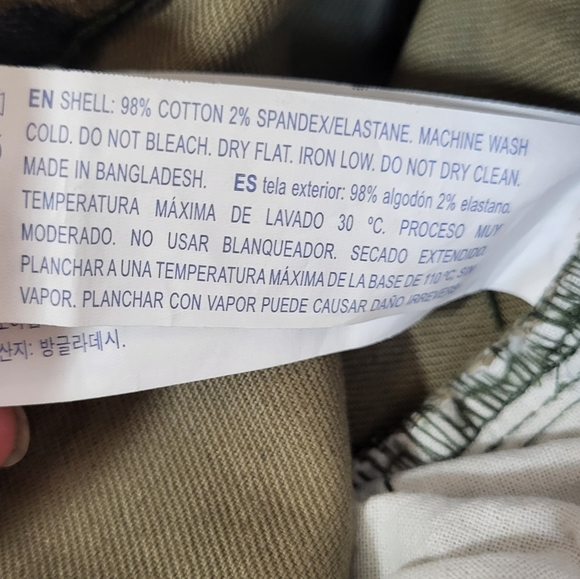 EN SHELL: 98% COTTON 2% SPANDEX/ELASTANE. MACHINE WASH
COLD. DO NOT BLEACH. DRY FLAT. IRON LOW. DO NOT DRY CLEAN.
MADE IN BANGLADESH. ES tela exterior: 98% algodón 2% elastano.
TEMPERATURA MÁXIMA DE LAVADO 30 ºC. PROCESO MUY
MODERADO. NO USAR BLANQUEADOR. SECADO EXTENDIDO.
PLANCHAR A UNA TEMPERATURA MÁXIMA DE LA BASE DE 110 ºC, SIN
VAPOR. PLANCHAR CON VAPOR PUEDE CAUSAR DAÑO
산지: 방글라데시.